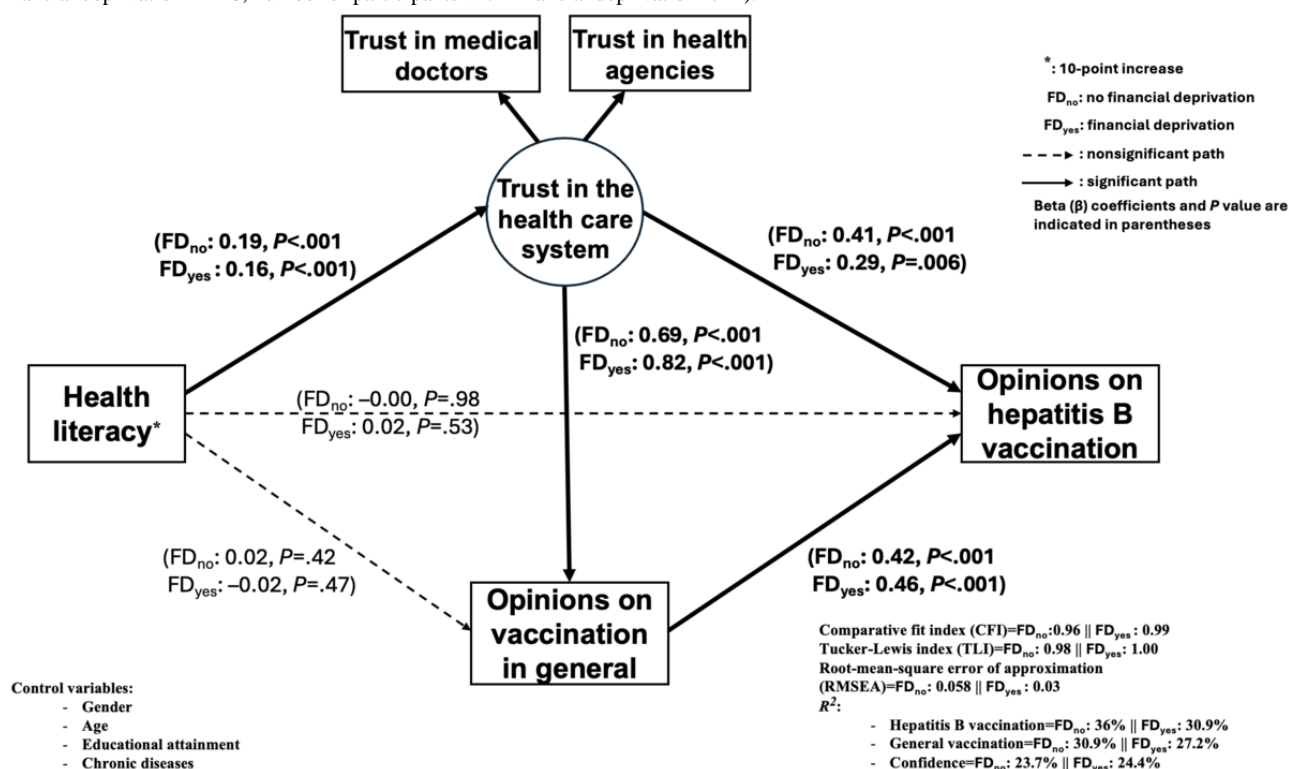 Trust in medical
doctors
Trust in health
agencies
*: 10-point increase
FDno: no financial deprivation
FDyes: financial deprivation
: nonsignificant path
: significant path
Beta (β) coefficients and P value are
indicated in parentheses
Trust in the
health care
system
(FDno: 0.19, P<.001
FDyes: 0.16, P<.001)
(FDno: 0.41, P<.001
FDyes: 0.29, P=.006)
(FDno: 0.69, P<.001
FDyes: 0.82, P<.001)
Health
literacy*
(FDno: –0.00, P=.98
FDyes: 0.02, P=.53)
Opinions on
hepatitis B
vaccination
(FDno: 0.02, P=.42
FDyes: –0.02, P=.47)
(FDno: 0.42, P<.001
FDyes: 0.46, P<.001)
Opinions on
vaccination
in general
Comparative fit index (CFI)=FDno:0.96 || FDyes : 0.99
Tucker-Lewis index (TLI)=FDno: 0.98 || FDyes: 1.00
Root-mean-square error of approximation
(RMSEA)=FDno: 0.058 || FDyes : 0.03
R²:
- Hepatitis B vaccination=FDno: 36% || FDyes: 30.9%
- General vaccination=FDno: 30.9% || FDyes: 27.2%
- Confidence=FDno: 23.7% || FDyes: 24.4%
Control variables:
- Gender
- Age
- Educational attainment
- Chronic diseases